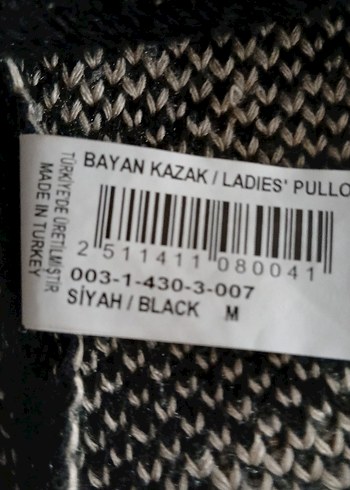 BAYAN KAZAK / LADIES' PULLO
2 511411 080041
003-1-430-3-007
SİYAH / BLACK M
TÜRKİYE'DE ÜRETİLMİŞTİR
MADE IN TURKEY